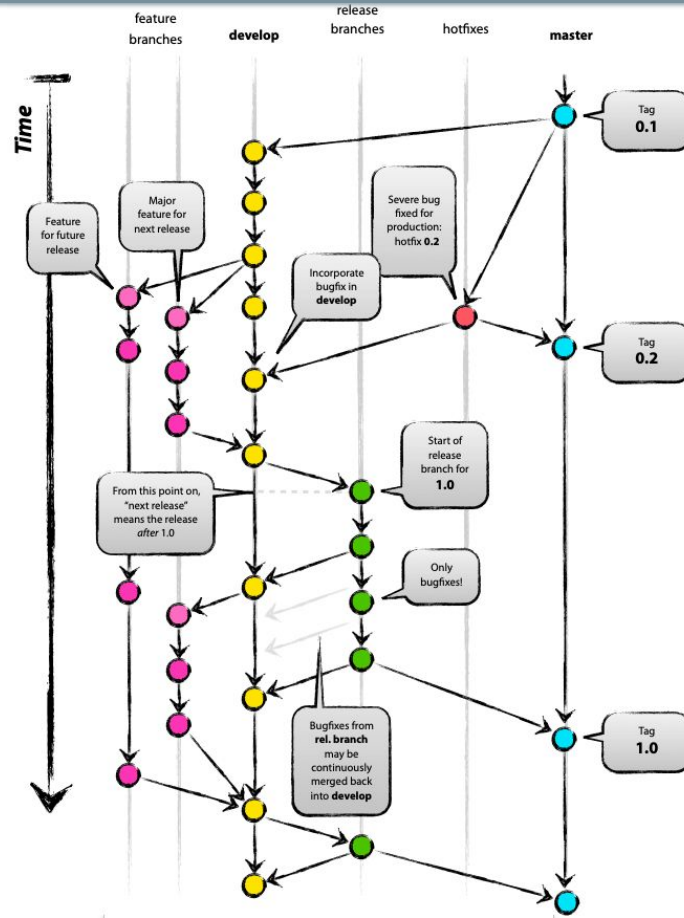 feature
branches
develop
release
branches
hotfixes
master
Time
Tag
0.1
Major
feature for
next release
Severe bug
fixed for
production:
hotfix 0.2
Feature
for future
release
Incorporate
bugfix in
develop
Tag
0.2
Start of
release
branch for
1.0
From this point on,
“next release”
means the release
after 1.0
Only
bugfixes!
Bugfixes from
rel. branch
may be
continuously
merged back
into develop
Tag
1.0